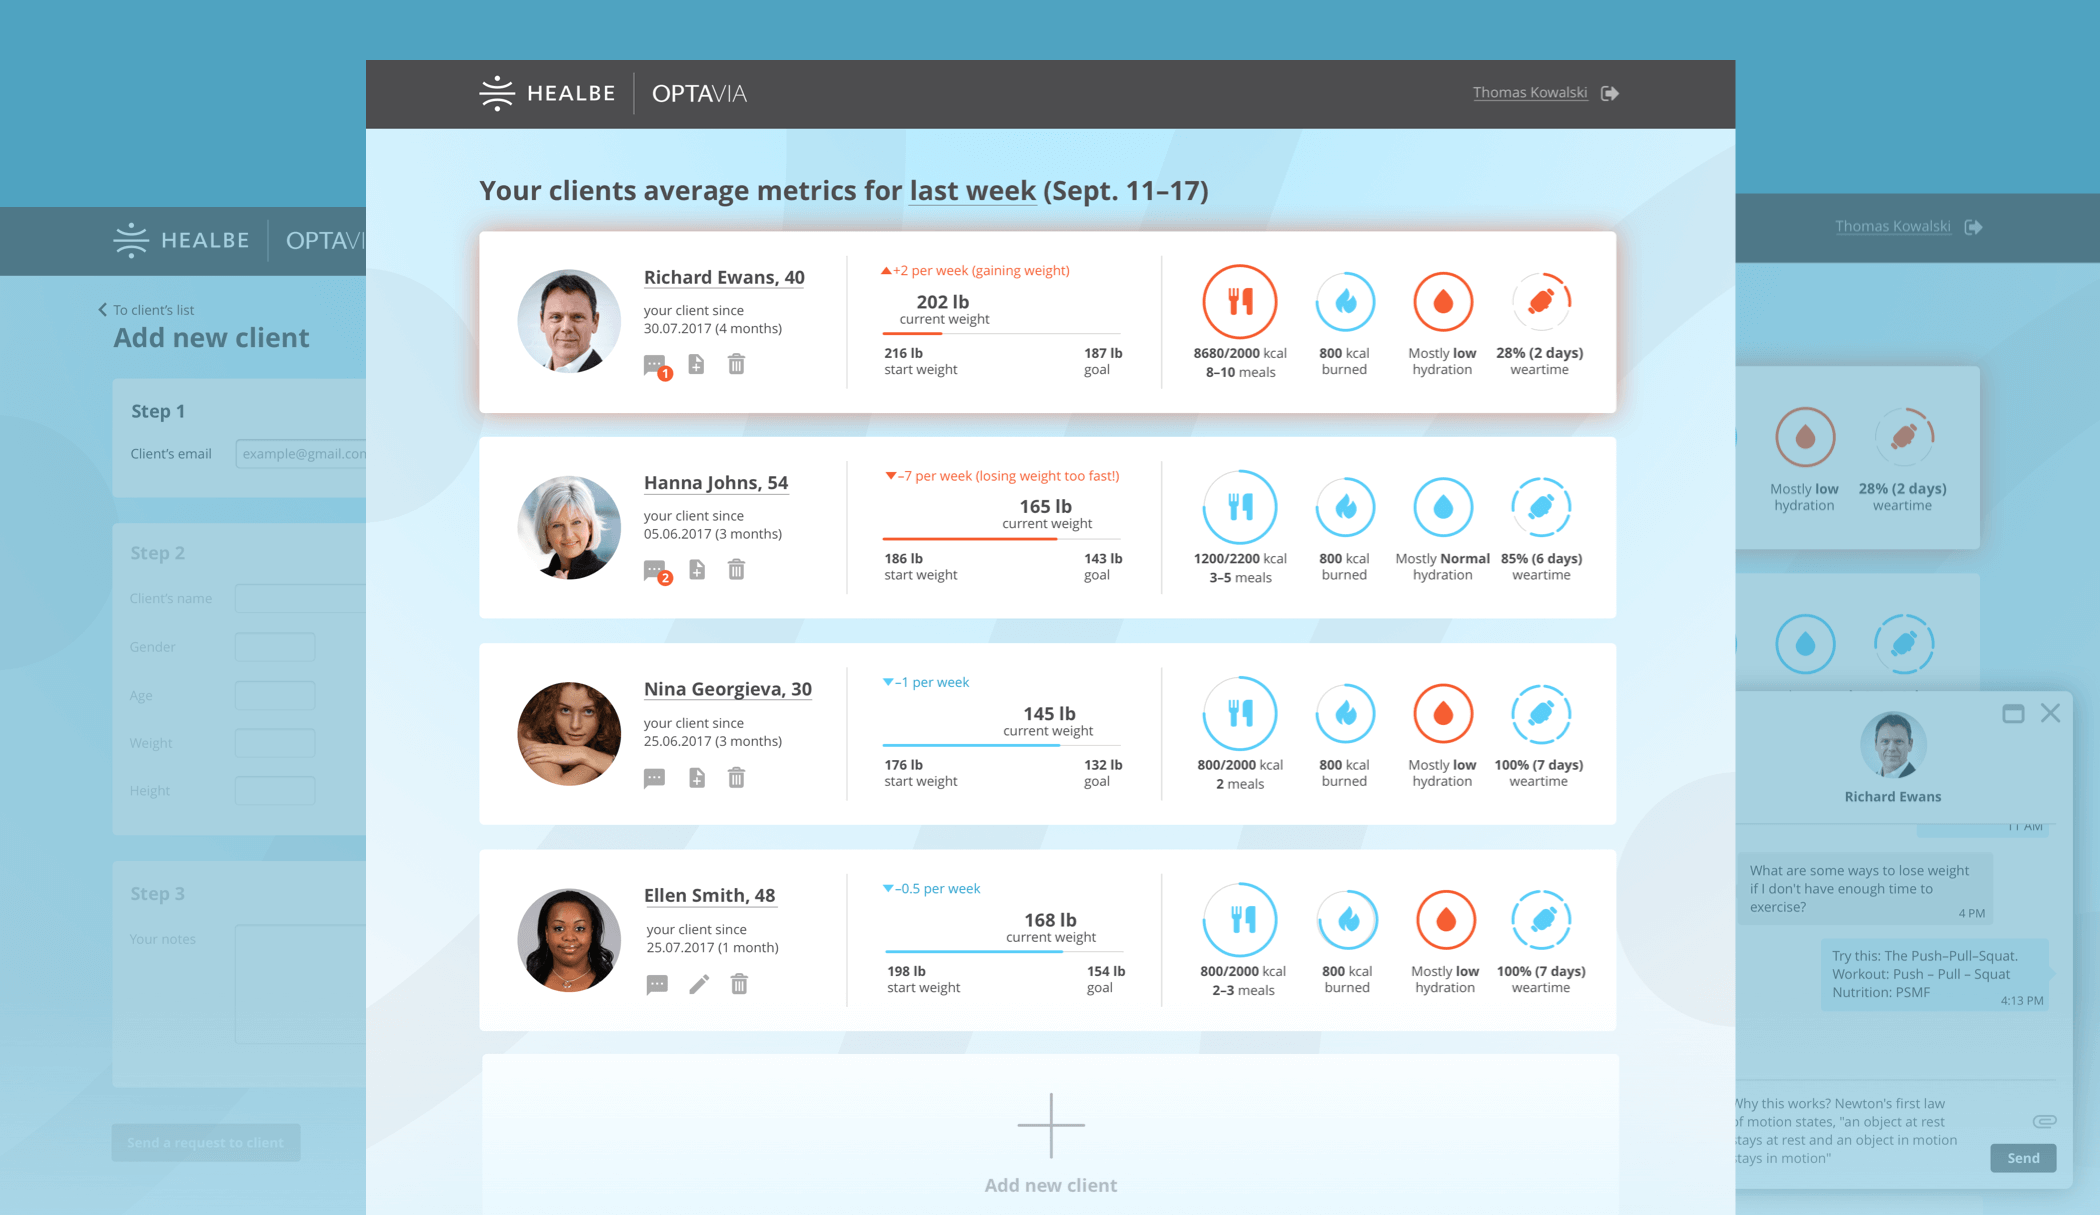 HEALBE
OPTAVIA
Thomas Kowalski
Your clients average metrics for last week (Sept. 11–17)
Richard Ewans, 40
your client since
30.07.2017 (4 months)
1
+2 per week (gaining weight)
202 lb
current weight
216 lb
start weight
187 lb
goal
8680/2000 kcal
8–10 meals
800 kcal
burned
Mostly low
hydration
28% (2 days)
weartime
Hanna Johns, 54
your client since
05.06.2017 (3 months)
2
–7 per week (losing weight too fast!)
165 lb
current weight
186 lb
start weight
143 lb
goal
1200/2200 kcal
3–5 meals
800 kcal
burned
Mostly Normal
hydration
85% (6 days)
weartime
Nina Georgieva, 30
your client since
25.06.2017 (3 months)
–1 per week
145 lb
current weight
176 lb
start weight
132 lb
goal
800/2000 kcal
2 meals
800 kcal
burned
Mostly low
hydration
100% (7 days)
weartime
Ellen Smith, 48
your client since
25.07.2017 (1 month)
–0.5 per week
168 lb
current weight
198 lb
start weight
154 lb
goal
800/2000 kcal
2–3 meals
800 kcal
burned
Mostly low
hydration
100% (7 days)
weartime
Add new client
HEALBE
OPTAVI
To client's list
Add new client
Step 1
Client's email
example@gmail.com
Step 2
Client's name
Gender
Age
Weight
Height
Step 3
Your notes
Send a request to client
Thomas Kowalski
Mostly low
hydration
28% (2 days)
weartime
Richard Ewans
11 AM
What are some ways to lose weight
if I don't have enough time to
exercise?
4 PM
Try this: The Push–Pull–Squat.
Workout: Push – Pull – Squat
Nutrition: PSMF
4:13 PM
Why this works? Newton's first law
of motion states, "an object at rest
stays at rest and an object in motion
stays in motion"
Send